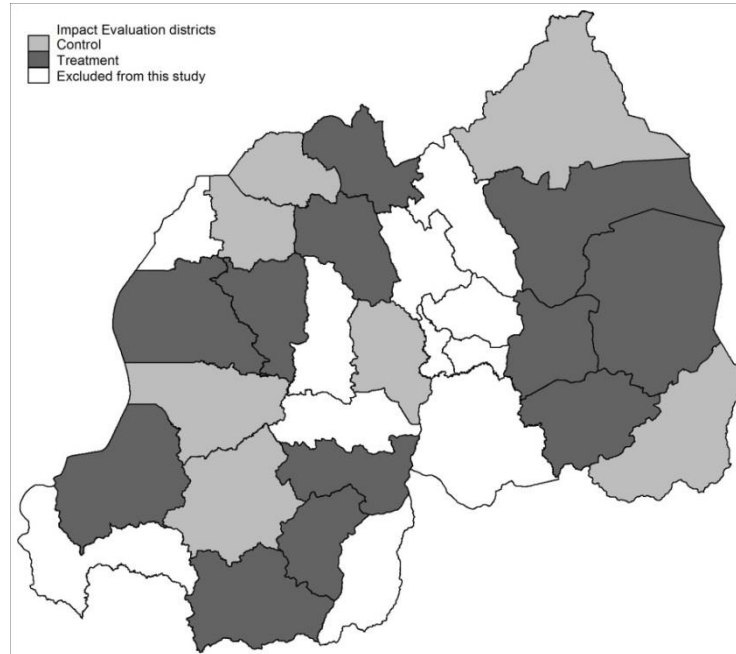 Impact Evaluation districts
Control
Treatment
Excluded from this study